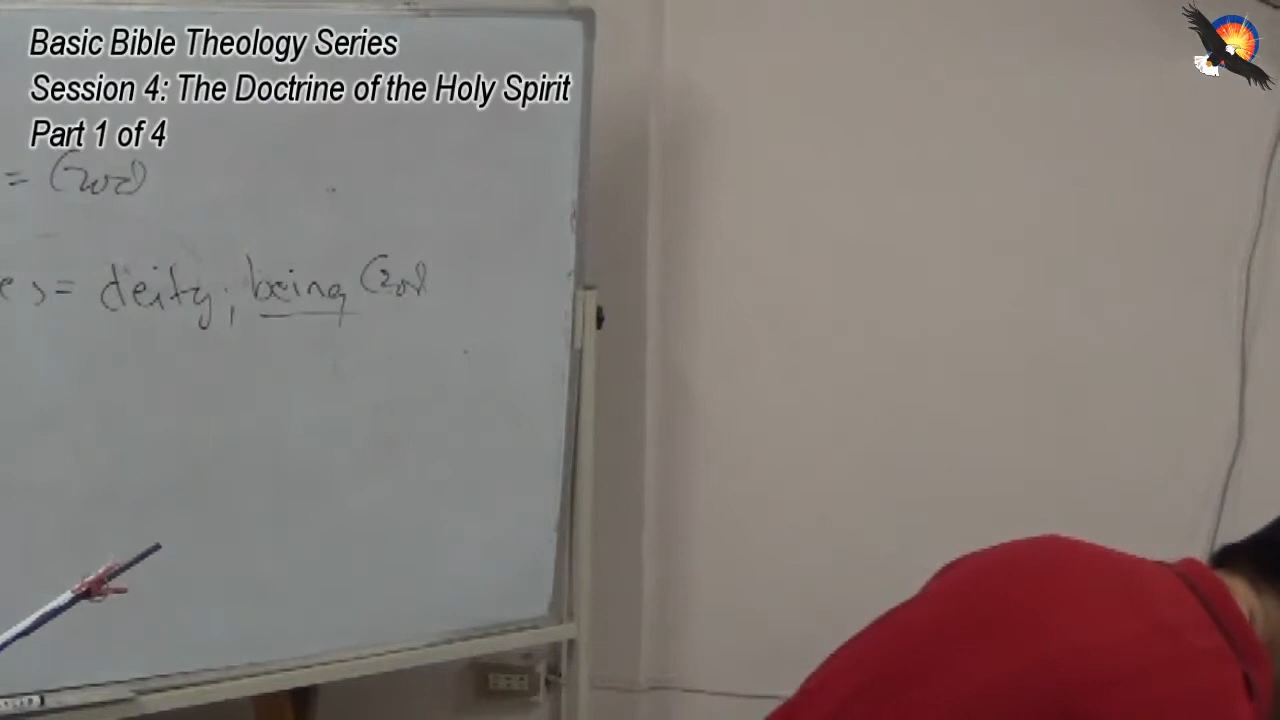 Basic Bible Theology Series
Session 4: The Doctrine of the Holy Spirit
Part 1 of 4
= God
es = deity; being God